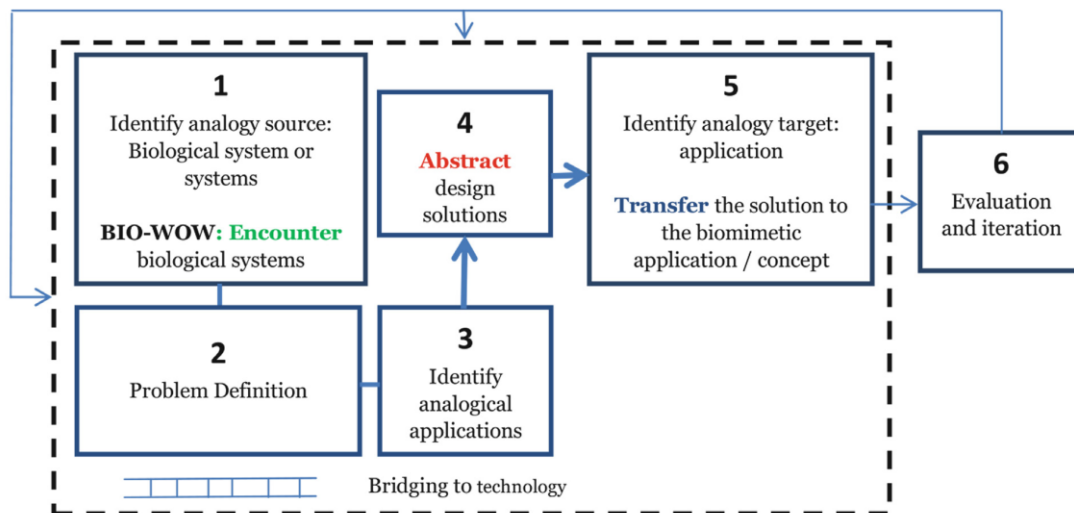 1
Identify analogy source:
Biological system or
systems
BIO-WOW: Encounter
biological systems
2
Problem Definition
3
Identify
analogical
applications
4
Abstract
design
solutions
5
Identify analogy target:
application
Transfer the solution to
the biomimetic
application / concept
6
Evaluation
and iteration
Bridging to technology